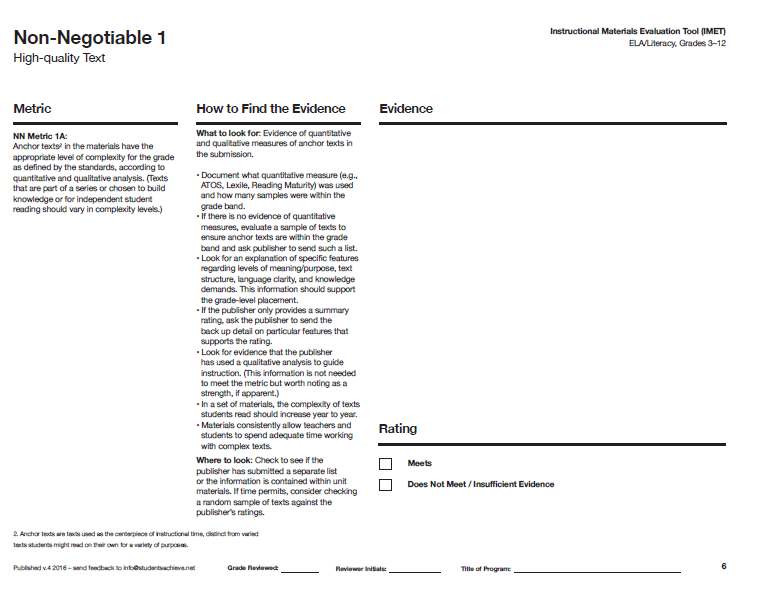 Non-Negotiable 1
High-quality Text
Instructional Materials Evaluation Tool (IMET)
ELA/Literacy, Grades 3–12
Metric
NN Metric 1A:
Anchor texts² in the materials have the
appropriate level of complexity for the grade
as defined by the standards, according to
quantitative and qualitative analysis. (Texts
that are part of a series or chosen to build
knowledge or for independent student
reading should vary in complexity levels.)
How to Find the Evidence
What to look for: Evidence of quantitative
and qualitative measures of anchor texts in
the submission.
• Document what quantitative measure (e.g.,
ATOS, Lexile, Reading Maturity) was used
and how many samples were within the
grade band.
• If there is no evidence of quantitative
measures, evaluate a sample of texts to
ensure anchor texts are within the grade
band and ask publisher to send such a list.
• Look for an explanation of specific features
regarding levels of meaning/purpose, text
structure, language clarity, and knowledge
demands. This information should support
the grade-level placement.
• If the publisher only provides a summary
rating, ask the publisher to send the
back up detail on particular features that
supports the rating.
• Look for evidence that the publisher
has used a qualitative analysis to guide
instruction. (This information is not needed
to meet the metric but worth noting as a
strength, if apparent.)
• In a set of materials, the complexity of texts
students read should increase year to year.
• Materials consistently allow teachers and
students to spend adequate time working
with complex texts.
Where to look: Check to see if the
publisher has submitted a separate list
or the information is contained within unit
materials. If time permits, consider checking
a random sample of texts against the
publisher's ratings.
Evidence
Rating
Meets
Does Not Meet / Insufficient Evidence
2. Anchor texts are texts used as the centerpiece of instructional time, distinct from varied
texts students might read on their own for a variety of purposes.
Published v.4 2016 – send feedback to info@studentsachieve.net
Grade Reviewed:
Reviewer Initials:
Title of Program:
6